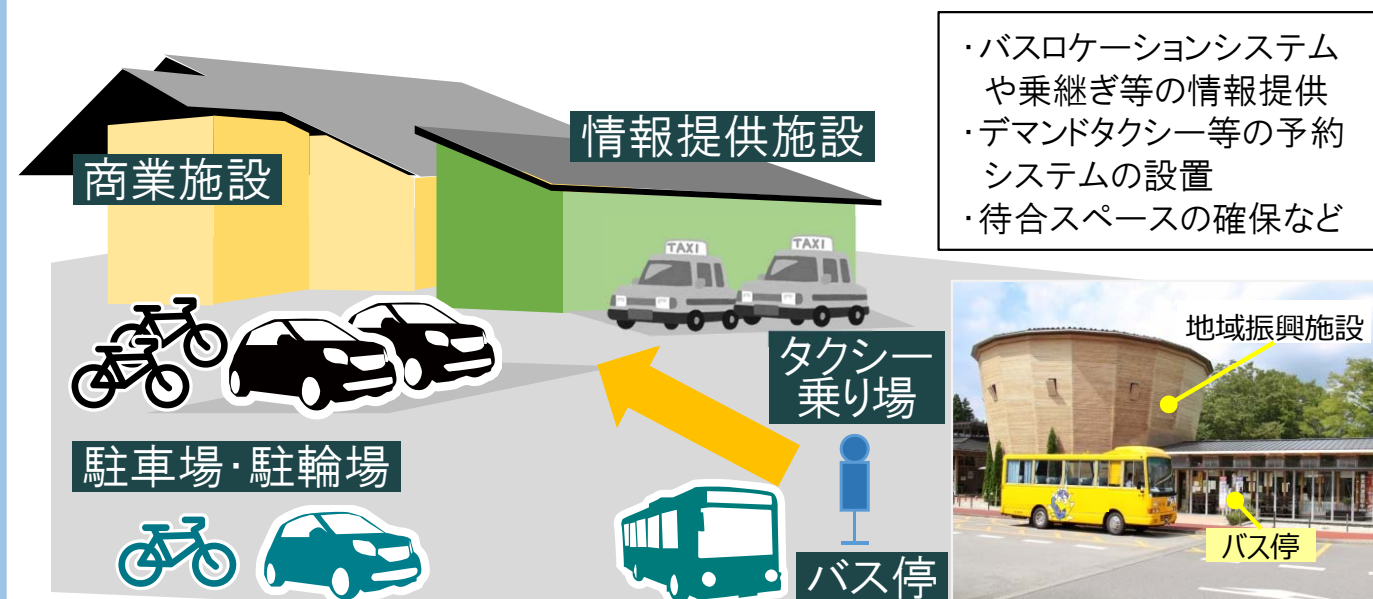 ・バスロケーションシステム
や乗継ぎ等の情報提供
・デマンドタクシー等の予約
システムの設置
・待合スペースの確保など
情報提供施設
商業施設
TAXI
TAXI
タクシー
乗り場
駐車場・駐輪場
バス停
地域振興施設
バス停